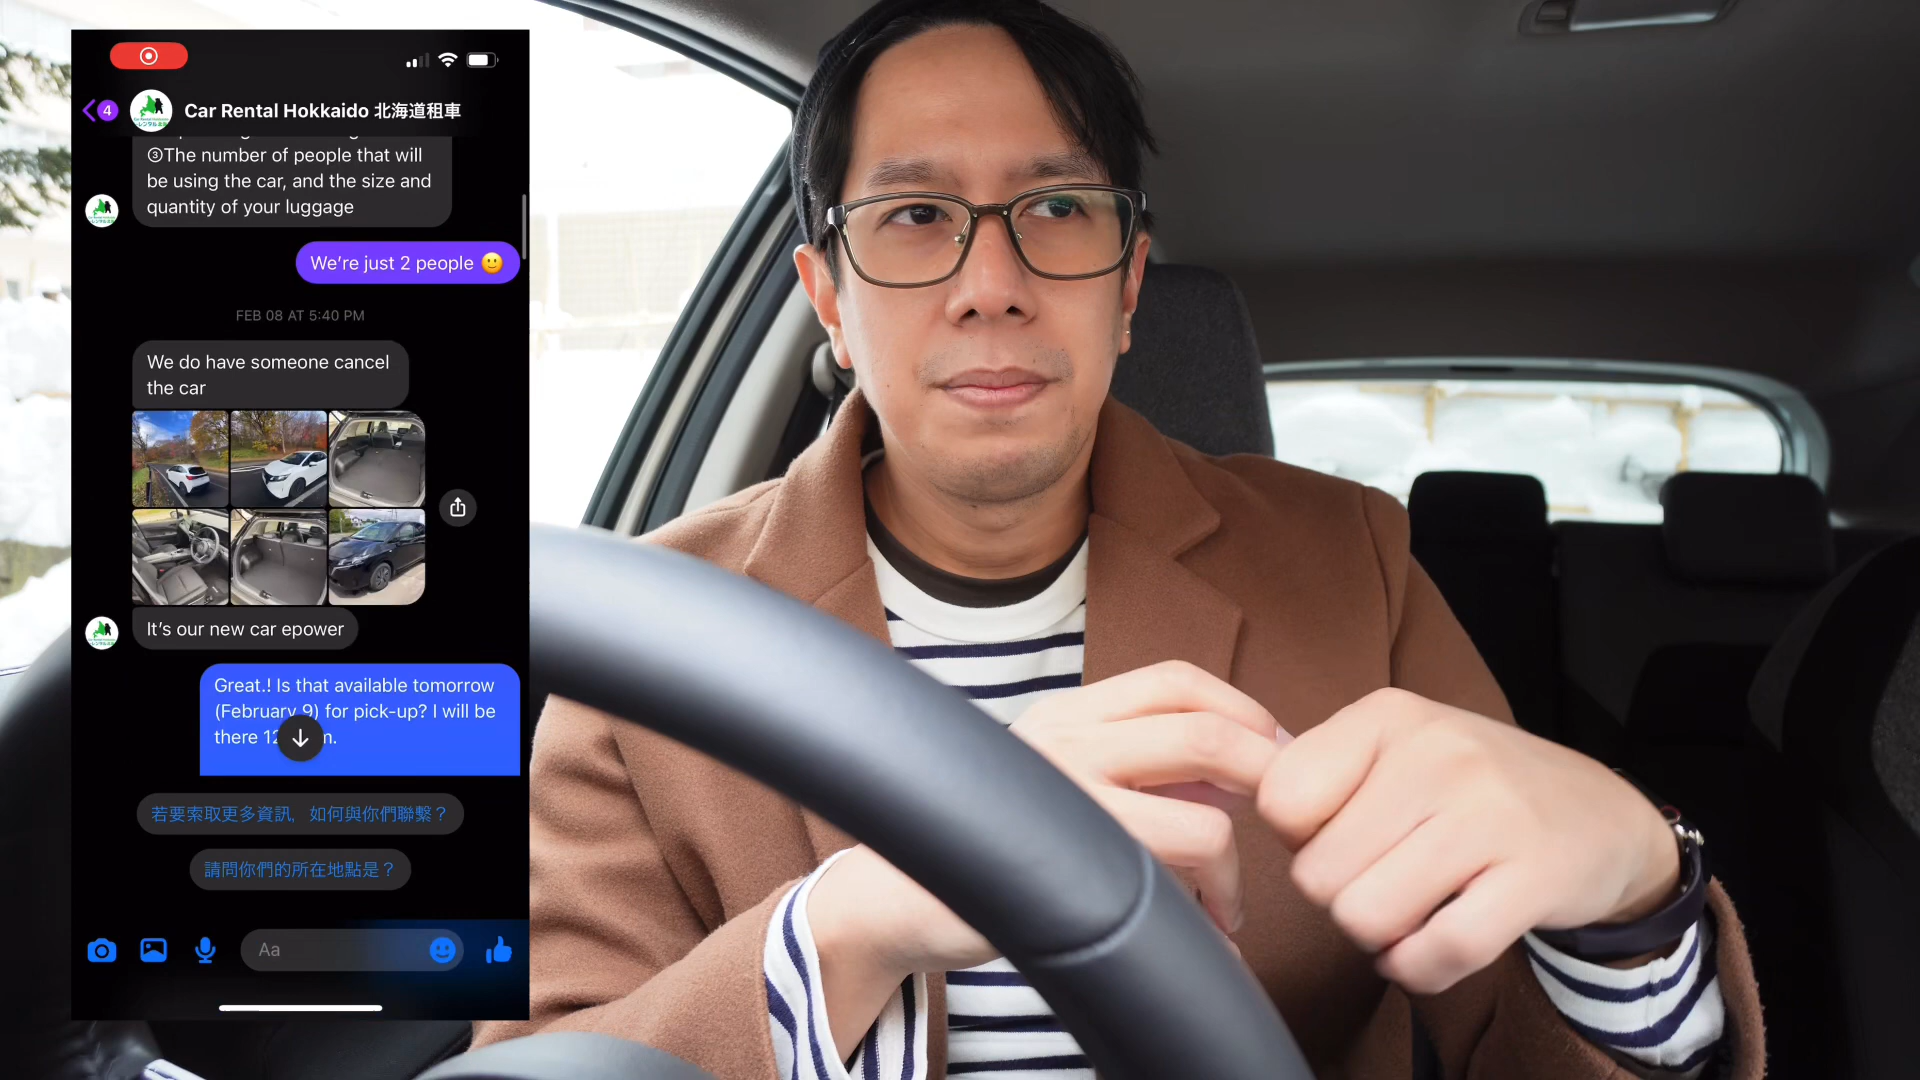 4
Car Rental Hokkaido 北海道租車
③The number of people that will
be using the car, and the size and
quantity of your luggage
We're just 2 people 🙂
FEB 08 AT 5:40 PM
We do have someone cancel
the car
It's our new car epower
Great.! Is that available tomorrow
(February 9) for pick-up? I will be
there
若要索取更多資訊，如何與你們聯繫？
請問你們的所在地點是？
Aa